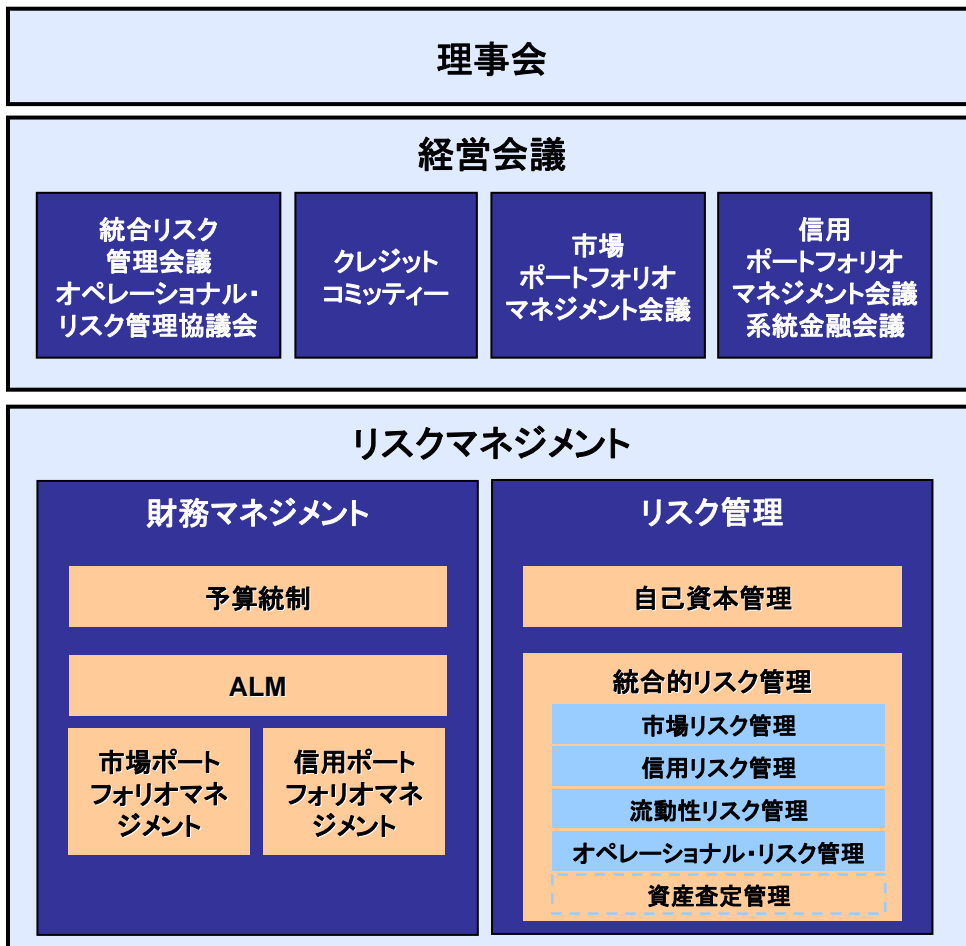 理事会
経営会議
統合リスク
管理会議
オペレーショナル・
リスク管理協議会
クレジット
コミッティー
市場
ポートフォリオ
マネジメント会議
信用
ポートフォリオ
マネジメント会議
系統金融会議
リスクマネジメント
財務マネジメント
予算統制
ALM
市場ポート
フォリオマネ
ジメント
信用ポート
フォリオマネ
ジメント
リスク管理
自己資本管理
統合的リスク管理
市場リスク管理
信用リスク管理
流動性リスク管理
オペレーショナル・リスク管理
資産査定管理